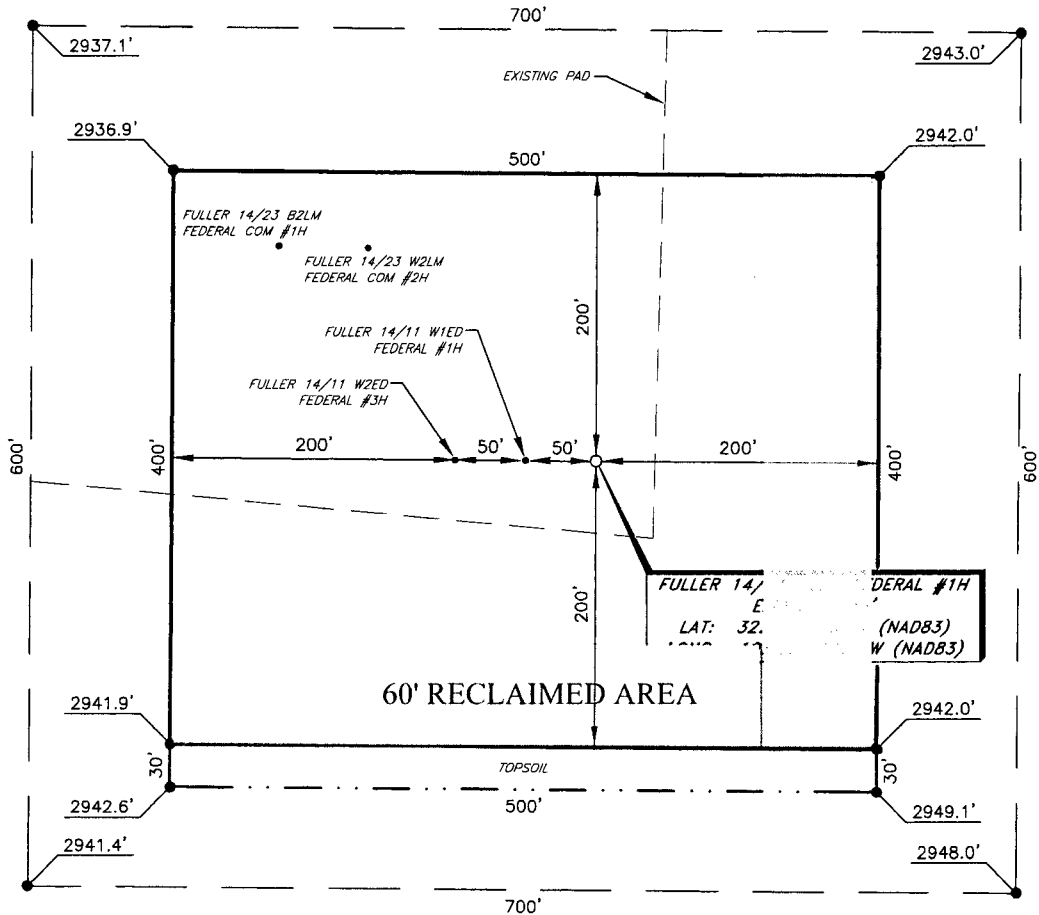 700'
2937.1'
2943.0'
EXISTING PAD
2936.9'
2942.0'
500'
FULLER 14/23 B2LM
FEDERAL COM #1H
FULLER 14/23 W2LM
FEDERAL COM #2H
200'
FULLER 14/11 W1ED
FEDERAL #1H
FULLER 14/11 W2ED
FEDERAL #3H
600'
400'
200'
50'
50'
200'
400'
600'
200'
FULLER 14/
#1H
LAT: 32.
(NAD83)
W (NAD83)
60' RECLAIMED AREA
2941.9'
2942.0'
30'
TOPSOIL
30'
2942.6'
500'
2949.1'
2941.4'
2948.0'
700'